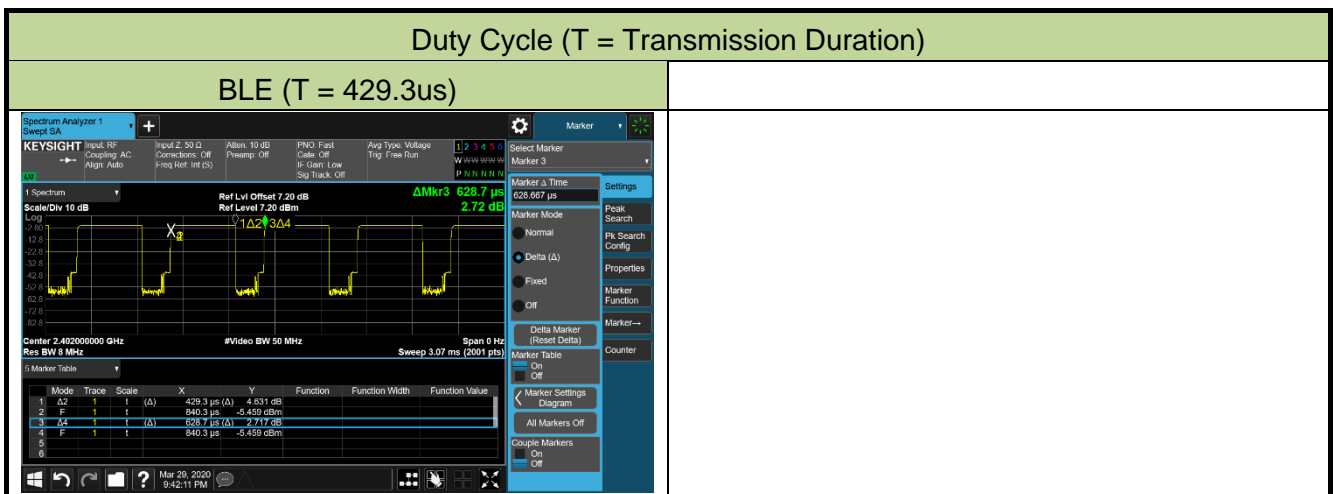 Duty Cycle (T = Transmission Duration)
BLE (T = 429.3us)
Spectrum Analyzer 1
Swept SA
Marker
KEYSIGHT
Input: RF
Coupling: AC
Align: Auto
Input Z: 50 Ω
Corrections: Off
Freq Ref: Int (S)
Atten: 10 dB
Preamp: Off
PNO: Fast
Gate: Off
IF Gain: Low
Sig Track: Off
Avg Type: Voltage
Trig: Free Run
1 2 3 4 5 6
W W W W W W
P N N N N N
Select Marker
Marker 3
1 Spectrum
Scale/Div 10 dB
Ref Lvl Offset 7.20 dB
Ref Level 7.20 dBm
ΔMkr3 628.7 µs
2.72 dB
Log
-2.80
-12.8
-22.8
-32.8
-42.8
-52.8
-62.8
-72.8
-82.8
1Δ2
3Δ4
Center 2.402000000 GHz
Res BW 8 MHz
#Video BW 50 MHz
Span 0 Hz
Sweep 3.07 ms (2001 pts)
Marker Δ Time
628.667 µs
Marker Mode
Normal
Delta (Δ)
Fixed
Off
Delta Marker
(Reset Delta)
Marker Table
On
Off
Marker Settings
Diagram
All Markers Off
Couple Markers
On
Off
Settings
Peak
Search
Pk Search
Config
Properties
Marker
Function
Marker→
Counter
5 Marker Table
Mode Trace Scale X Y Function Function Width Function Value
1 Δ2 1 t (Δ) 429.3 µs (Δ) 4.631 dB
2 F 1 t 840.3 µs -5.459 dBm
3 Δ4 1 t (Δ) 628.7 µs (Δ) 2.717 dB
4 F 1 t 840.3 µs -5.459 dBm
5
6
?
Mar 29, 2020
9:42:11 PM